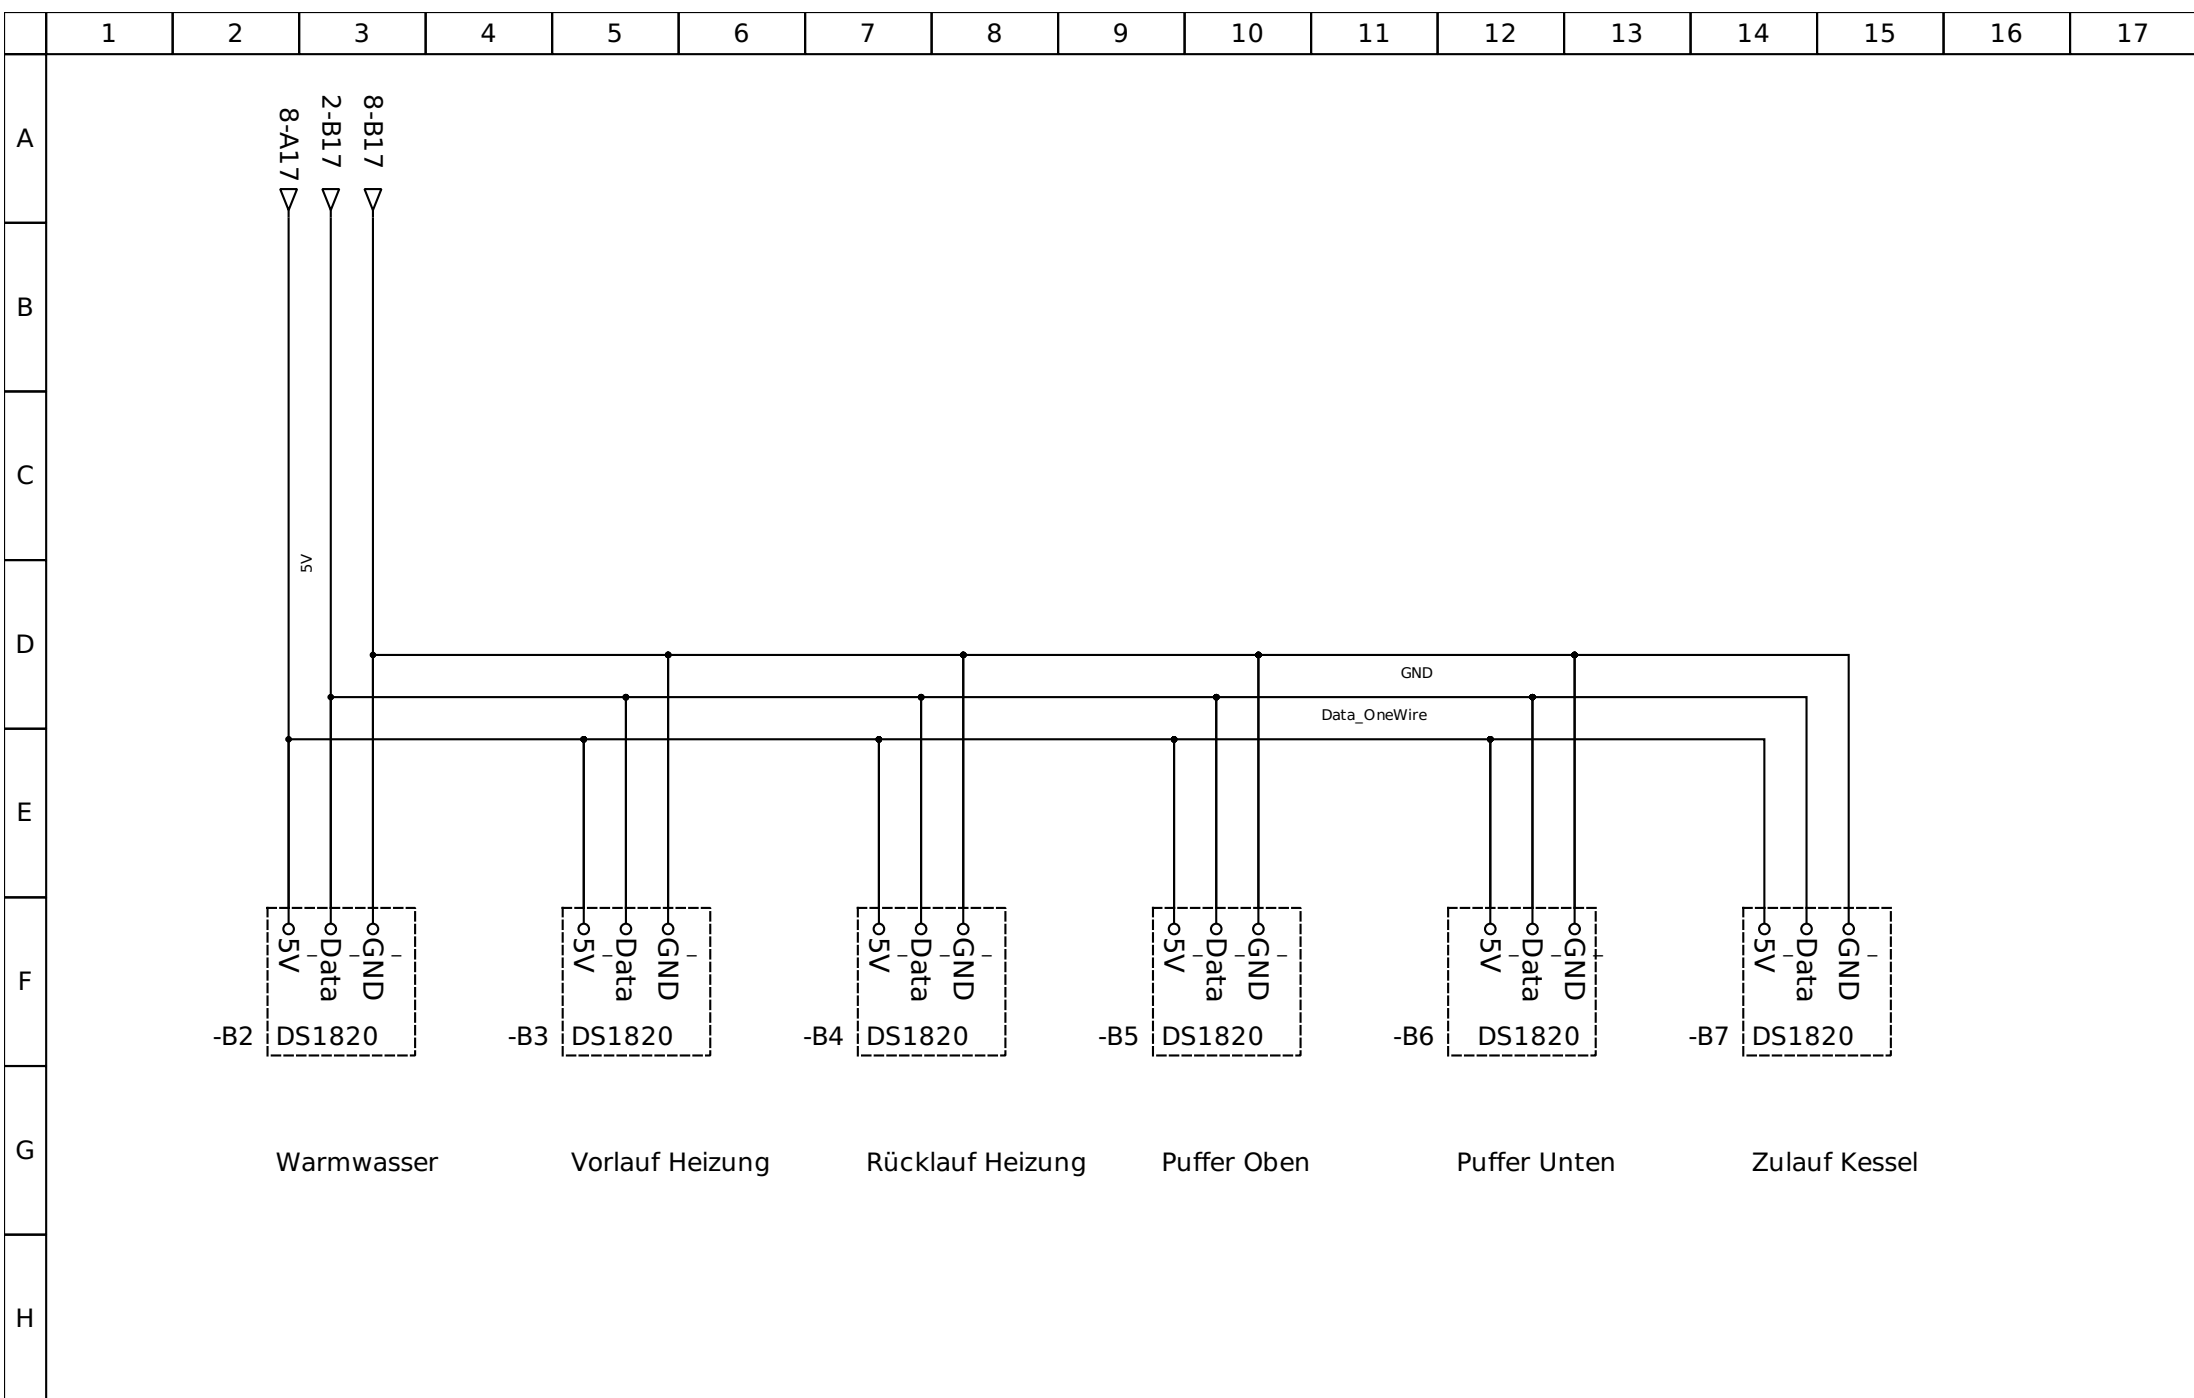 1 2 3 4 5 6 7 8 9 10 11 12 13 14 15 16 17
A
8-A17 2-B17 8-B17
B
C
5V
D
GND
Data_OneWire
E
F
5V Data GND 5V Data GND 5V Data GND 5V Data GND 5V Data GND 5V Data GND
-B2 DS1820 -B3 DS1820 -B4 DS1820 -B5 DS1820 -B6 DS1820 -B7 DS1820
G
Warmwasser Vorlauf Heizung Rücklauf Heizung Puffer Oben Puffer Unten Zulauf Kessel
H